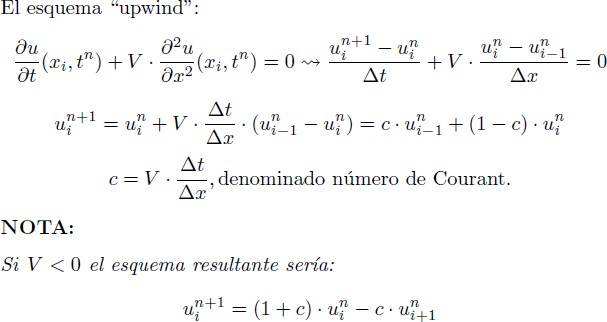 El esquema “upwind”:
∂u/∂t (x_i, t^n) + V · ∂²u/∂x² (x_i, t^n) = 0 ⇝ (u_i^{n+1} − u_i^n)/Δt + V · (u_i^n − u_{i−1}^n)/Δx = 0
u_i^{n+1} = u_i^n + V · Δt/Δx · (u_{i−1}^n − u_i^n) = c · u_{i−1}^n + (1 − c) · u_i^n
c = V · Δt/Δx, denominado número de Courant.
NOTA:
Si V < 0 el esquema resultante sería:
u_i^{n+1} = (1 + c) · u_i^n − c · u_{i+1}^n